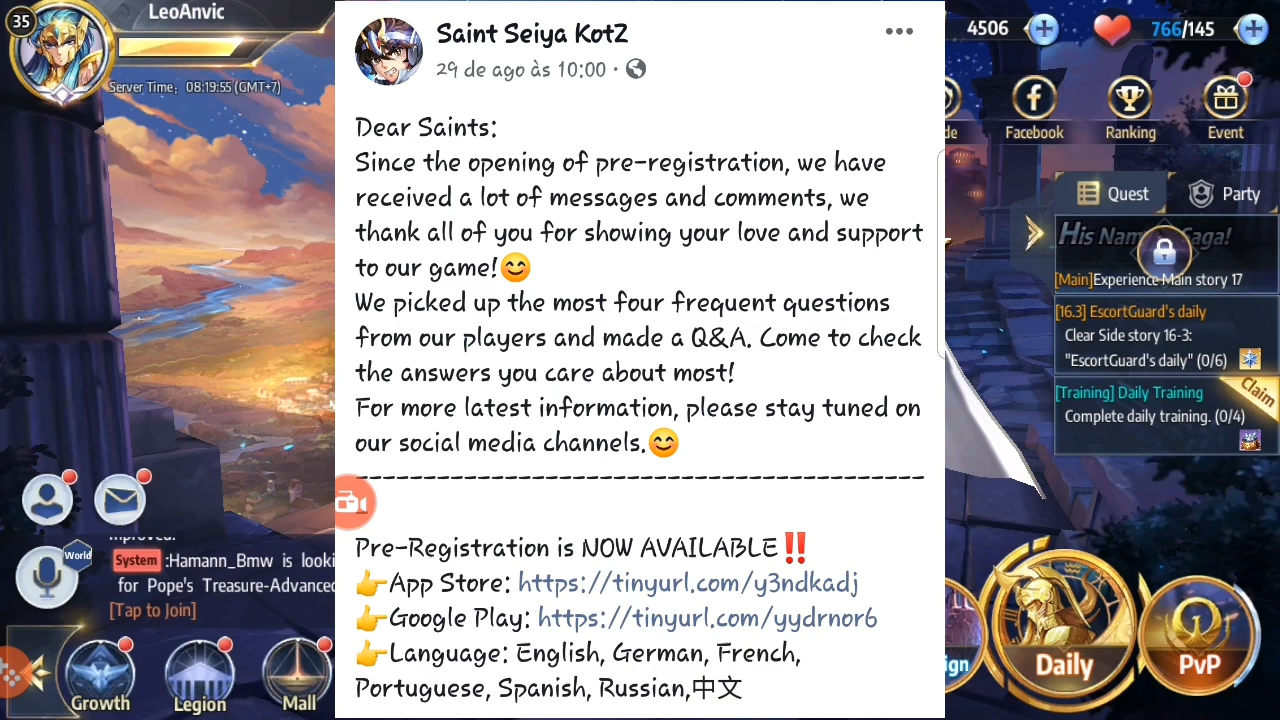 35
LeoAnvic
Server Time: 08:19:55 (GMT+7)
Saint Seiya KotZ
29 de ago às 10:00 ·
Dear Saints:
Since the opening of pre-registration, we have
received a lot of messages and comments, we
thank all of you for showing your love and support
to our game!😊
We picked up the most four frequent questions
from our players and made a Q&A. Come to check
the answers you care about most!
For more latest information, please stay tuned on
our social media channels.😊
------------------------------------------
Pre-Registration is NOW AVAILABLE‼️
👉App Store: https://tinyurl.com/y3ndkadj
👉Google Play: https://tinyurl.com/yydrnor6
👉Language: English, German, French,
Portuguese, Spanish, Russian,中文
4506
766/145
de
Facebook
Ranking
Event
Quest
Party
[Main]Experience Main story 17
[16.3] EscortGuard's daily
Clear Side story 16-3:
"EscortGuard's daily" (0/6)
Claim
[Training] Daily Training
Complete daily training. (0/4)
World
System :Hamann_Bmw is looki
for Pope's Treasure-Advanced
[Tap to Join]
Growth
Legion
Mall
ign
Daily
PvP